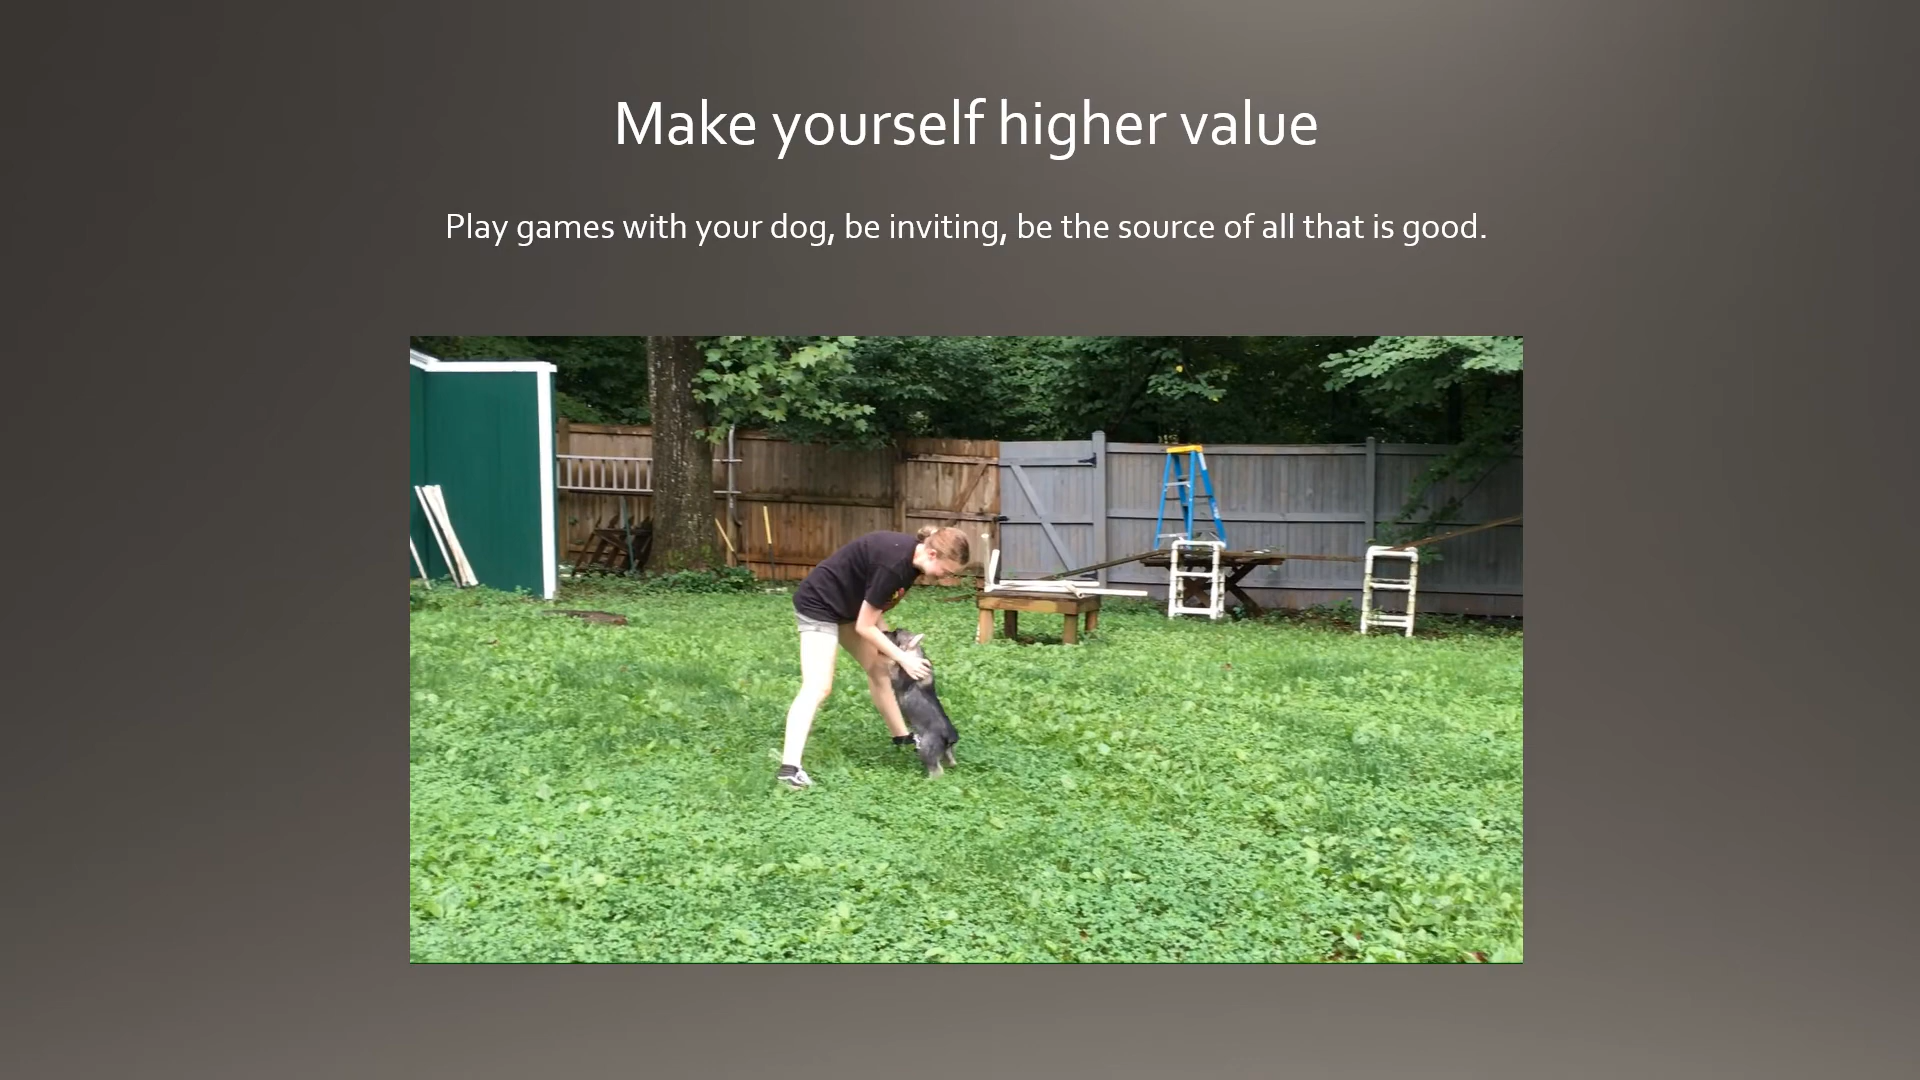 Make yourself higher value
Play games with your dog, be inviting, be the source of all that is good.